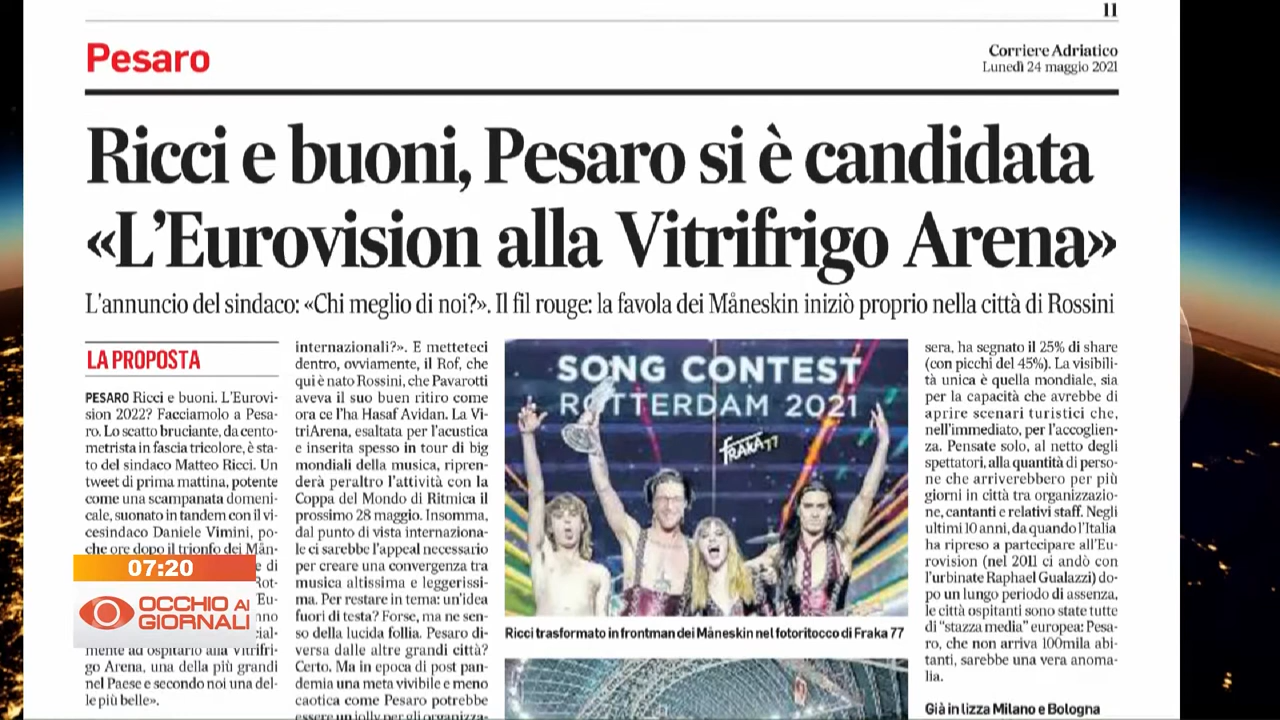 11
Pesaro
Corriere Adriatico
Lunedì 24 maggio 2021
Ricci e buoni, Pesaro si è candidata
«L'Eurovision alla Vitrifrigo Arena»
L'annuncio del sindaco: «Chi meglio di noi?». Il fil rouge: la favola dei Måneskin iniziò proprio nella città di Rossini
LA PROPOSTA
PESARO Ricci e buoni. L'Eurovi-
sion 2022? Facciamolo a Pesa-
ro. Lo scatto bruciante, da cento-
metrista in fascia tricolore, è sta-
to del sindaco Matteo Ricci. Un
tweet di prima mattina, potente
come una scampanata domeni-
cale, suonato in tandem con il vi-
cesindaco Daniele Vimini, po-
che ore dopo il trionfo dei Mån-
di
Rot-
Eu-
nno
ial-
mente ad ospitarlo alla Vitrifri-
go Arena, una della più grandi
nel Paese e secondo noi una del-
le più belle».
internazionali?». E metteteci
dentro, ovviamente, il Rof, che
qui è nato Rossini, che Pavarotti
aveva il suo buen ritiro come
ora ce l'ha Hasaf Avidan. La Vi-
triArena, esaltata per l'acustica
e inserita spesso in tour di big
mondiali della musica, ripren-
derà peraltro l'attività con la
Coppa del Mondo di Ritmica il
prossimo 28 maggio. Insomma,
dal punto di vista internaziona-
le ci sarebbe l'appeal necessario
per creare una convergenza tra
musica altissima e leggerissi-
ma. Per restare in tema: un'idea
fuori di testa? Forse, ma ne sen-
so della lucida follia. Pesaro di-
versa dalle altre grandi città?
Certo. Ma in epoca di post pan-
demia una meta vivibile e meno
caotica come Pesaro potrebbe
essere un jolly per gli organizza-
SONG CONTEST
ROTTERDAM 2021
FRAKA 77
Ricci trasformato in frontman dei Måneskin nel fotoritocco di Fraka 77
sera, ha segnato il 25% di share
(con picchi del 45%). La visibili-
tà unica è quella mondiale, sia
per la capacità che avrebbe di
aprire scenari turistici che,
nell'immediato, per l'accoglien-
za. Pensate solo, al netto degli
spettatori, alla quantità di perso-
ne che arriverebbero per più
giorni in città tra organizzazio-
ne, cantanti e relativi staff. Negli
ultimi 10 anni, da quando l'Italia
ha ripreso a partecipare all'Eu-
rovision (nel 2011 ci andò con
l'urbinate Raphael Gualazzi) do-
po un lungo periodo di assenza,
le città ospitanti sono state tutte
di "stazza media" europea: Pesa-
ro, che non arriva 100mila abi-
tanti, sarebbe una vera anoma-
lia.
Già in lizza Milano e Bologna
07:20
OCCHIO AI
GIORNALI